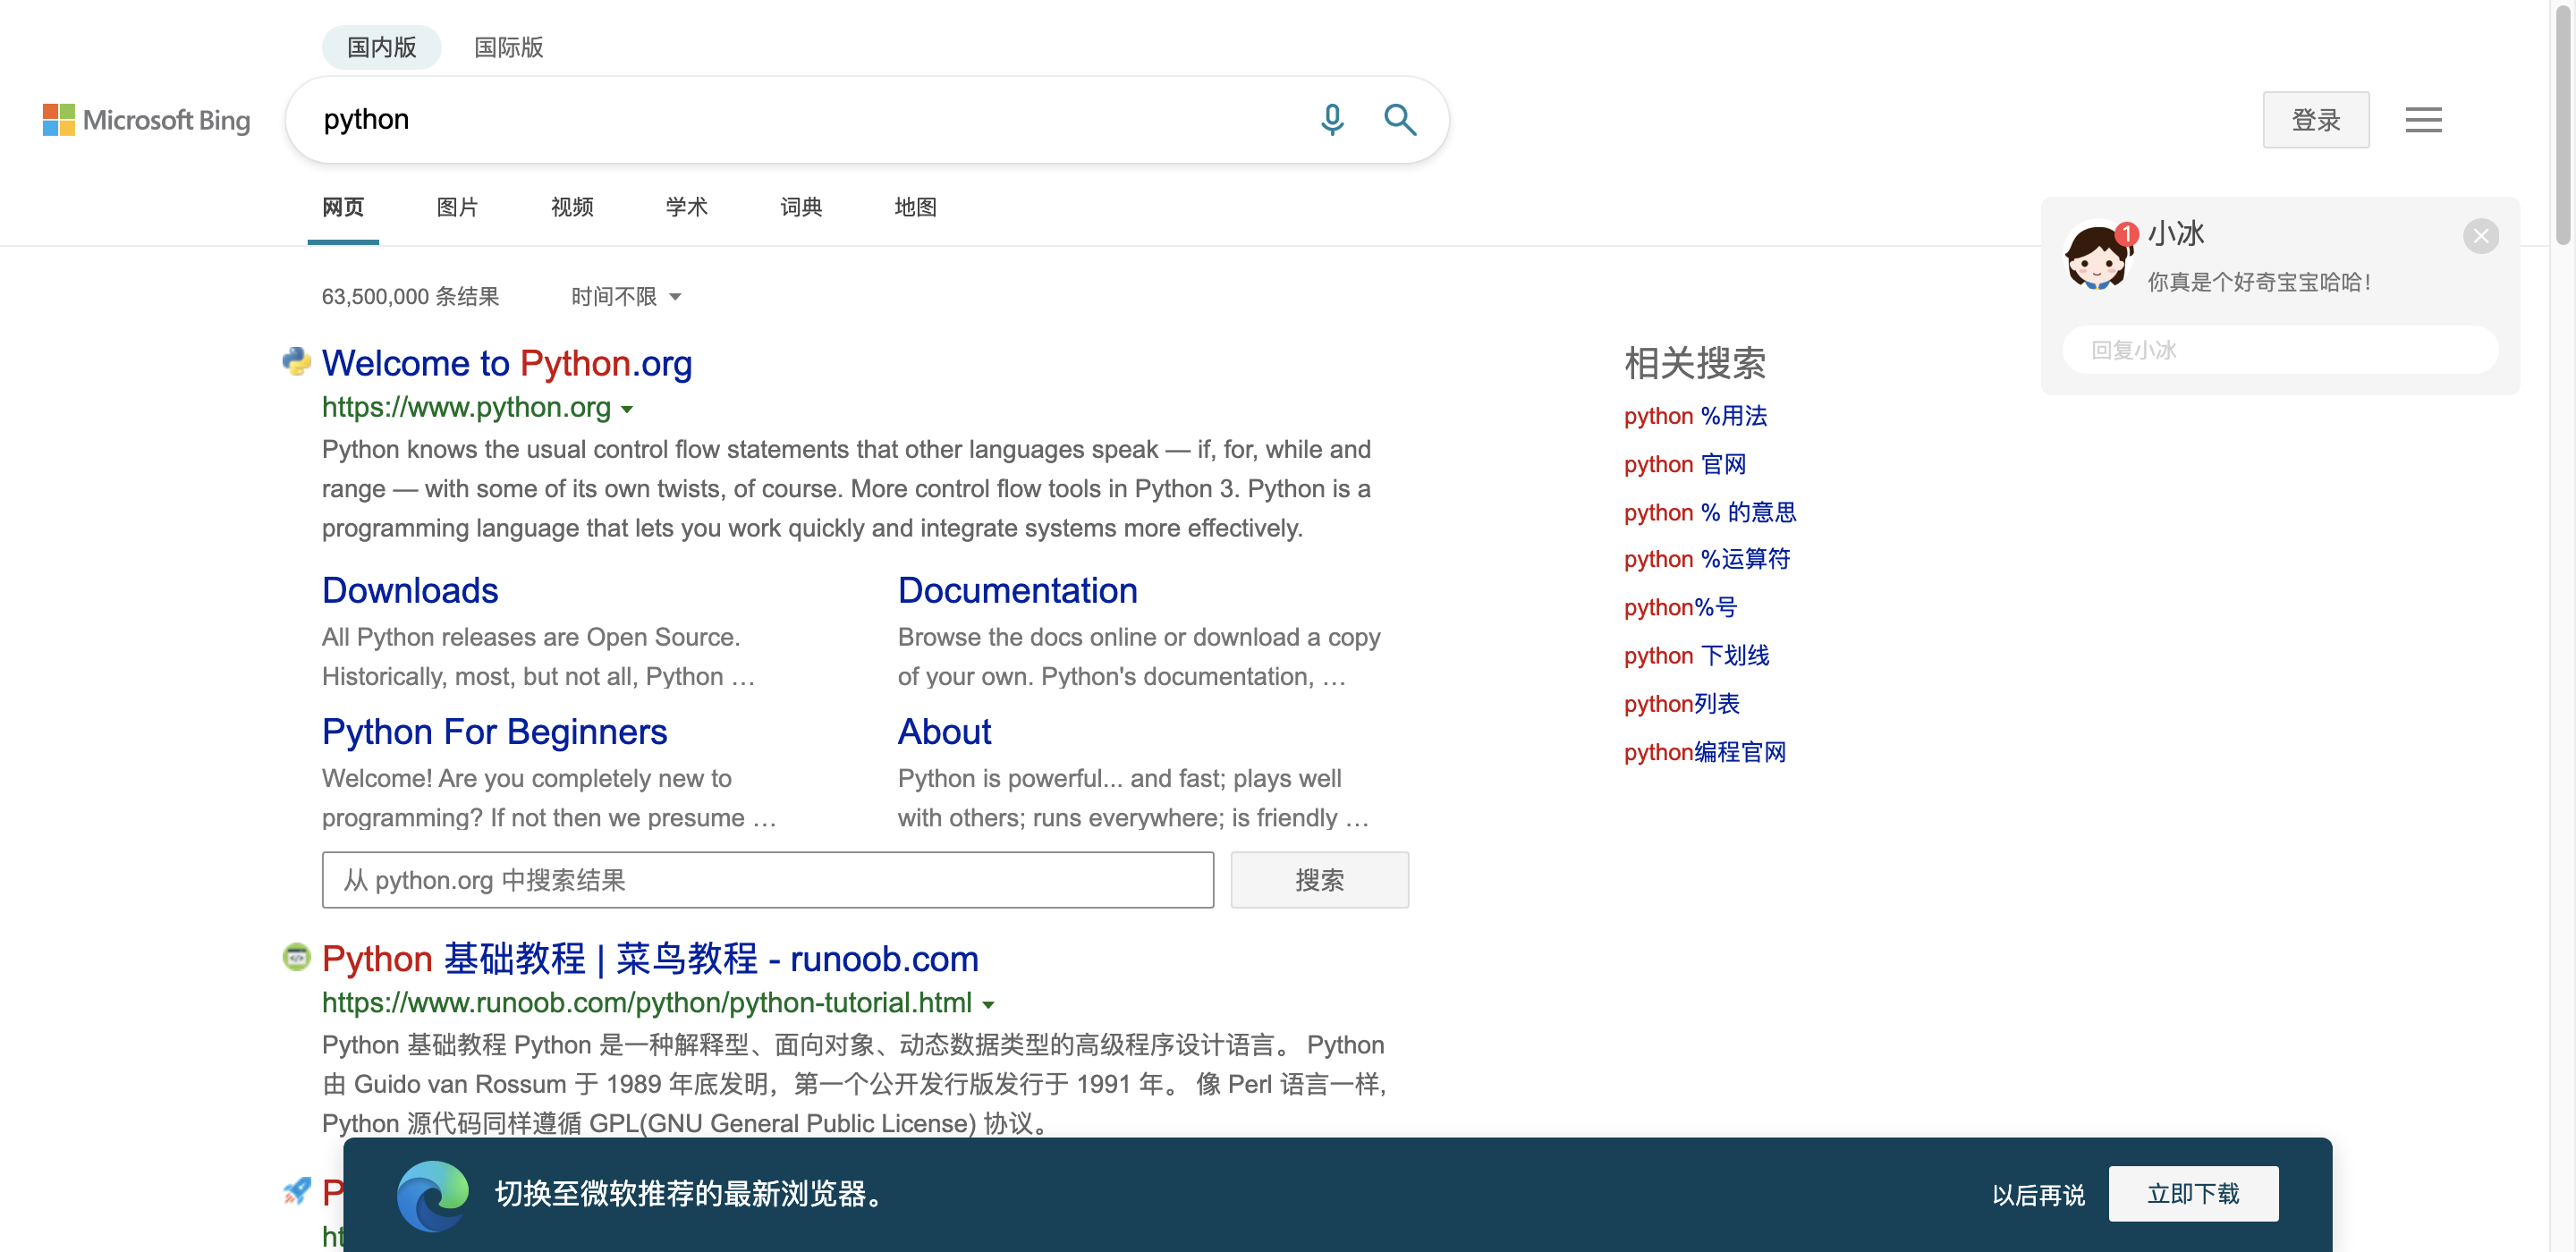 国内版 国际版
Microsoft Bing
python
登录
网页 图片 视频 学术 词典 地图
1 小冰
你真是个好奇宝宝哈哈!
回复小冰
63,500,000 条结果 时间不限
Welcome to Python.org
https://www.python.org
Python knows the usual control flow statements that other languages speak — if, for, while and
range — with some of its own twists, of course. More control flow tools in Python 3. Python is a
programming language that lets you work quickly and integrate systems more effectively.
Downloads
All Python releases are Open Source.
Historically, most, but not all, Python …
Documentation
Browse the docs online or download a copy
of your own. Python's documentation, …
Python For Beginners
Welcome! Are you completely new to
programming? If not then we presume …
About
Python is powerful... and fast; plays well
with others; runs everywhere; is friendly …
从 python.org 中搜索结果
搜索
Python 基础教程 | 菜鸟教程 - runoob.com
https://www.runoob.com/python/python-tutorial.html
Python 基础教程 Python 是一种解释型、面向对象、动态数据类型的高级程序设计语言。 Python
由 Guido van Rossum 于 1989 年底发明，第一个公开发行版发行于 1991 年。 像 Perl 语言一样,
Python 源代码同样遵循 GPL(GNU General Public License) 协议。
P
ht
相关搜索
python %用法
python 官网
python % 的意思
python %运算符
python%号
python 下划线
python列表
python编程官网
切换至微软推荐的最新浏览器。
以后再说
立即下载